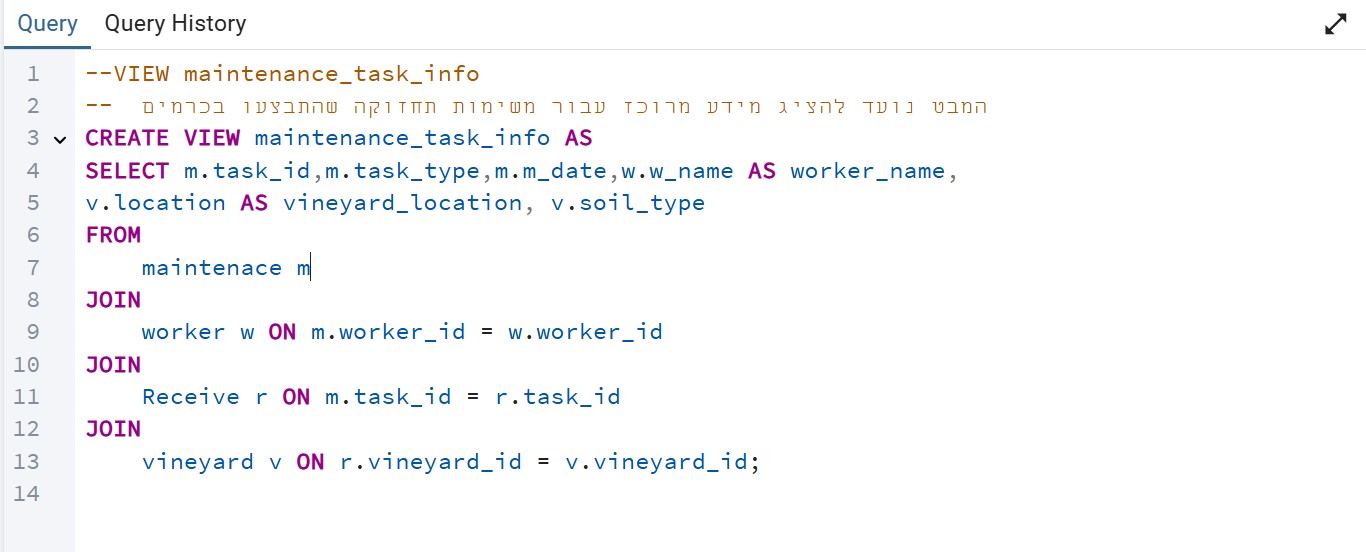 Query Query History
1 --VIEW maintenance_task_info
2 -- המבט נועד להציג מידע מרוכז עבור משימות תחזוקה שהתבצעו בכרמים
3 CREATE VIEW maintenance_task_info AS
4 SELECT m.task_id,m.task_type,m.m_date,w.w_name AS worker_name,
5 v.location AS vineyard_location, v.soil_type
6 FROM
7 maintenace m
8 JOIN
9 worker w ON m.worker_id = w.worker_id
10 JOIN
11 Receive r ON m.task_id = r.task_id
12 JOIN
13 vineyard v ON r.vineyard_id = v.vineyard_id;
14